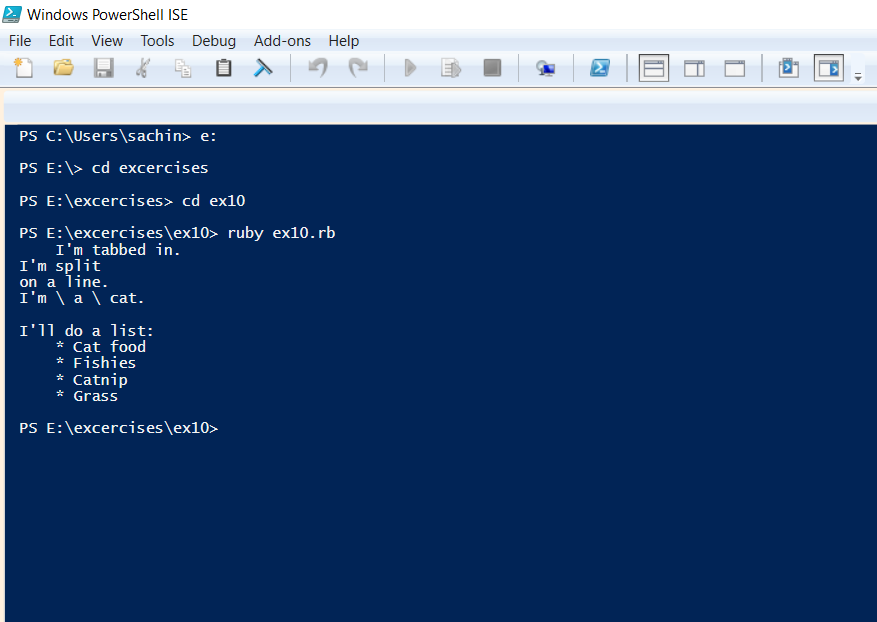 Windows PowerShell ISE
File Edit View Tools Debug Add-ons Help
PS C:\Users\sachin> e:
PS E:\> cd excercises
PS E:\excercises> cd ex10
PS E:\excercises\ex10> ruby ex10.rb
    I'm tabbed in.
I'm split
on a line.
I'm \ a \ cat.
I'll do a list:
    * Cat food
    * Fishies
    * Catnip
    * Grass
PS E:\excercises\ex10>